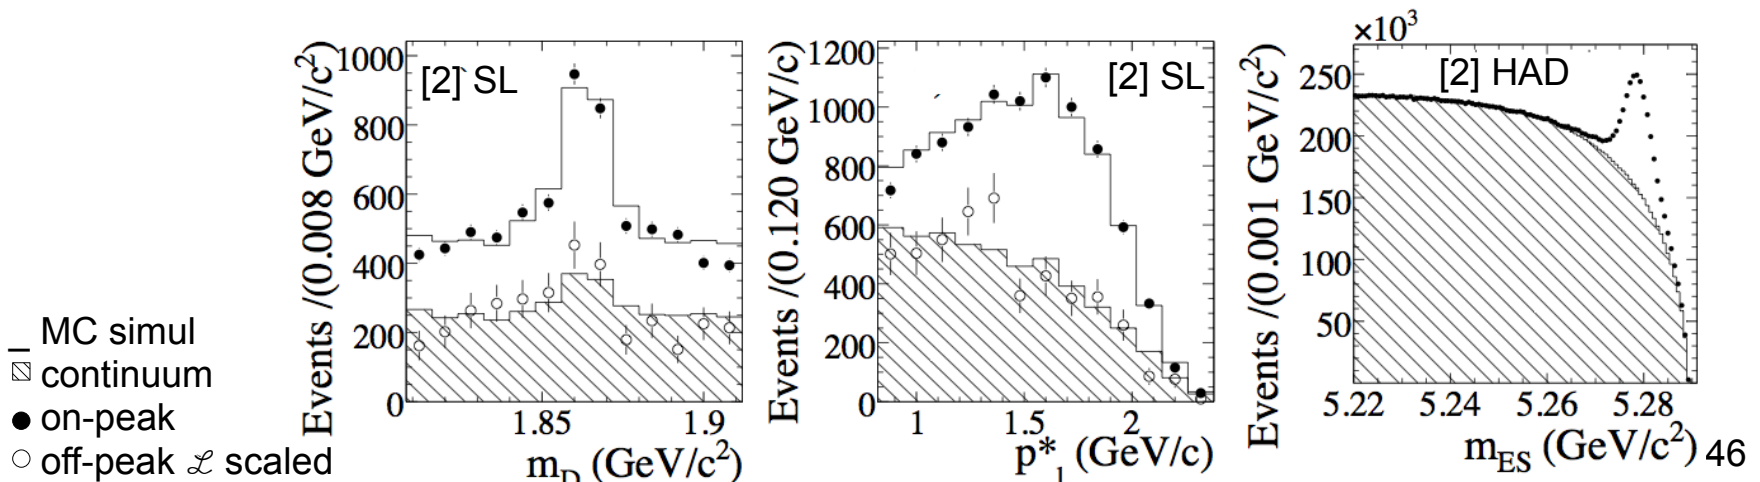 _ MC simul
continuum
● on-peak
○ off-peak ℒ scaled
Events /(0.008 GeV/c²)
1000
800
600
400
200
0
[2] SL
1.85
1.9
m_D (GeV/c²)
Events /(0.120 GeV/c)
1200
1000
800
600
400
200
0
[2] SL
1
1.5
2
p*_l (GeV/c)
Events /(0.001 GeV/c²)
×10³
250
200
150
100
50
[2] HAD
5.22
5.24
5.26
5.28
m_ES (GeV/c²)
46